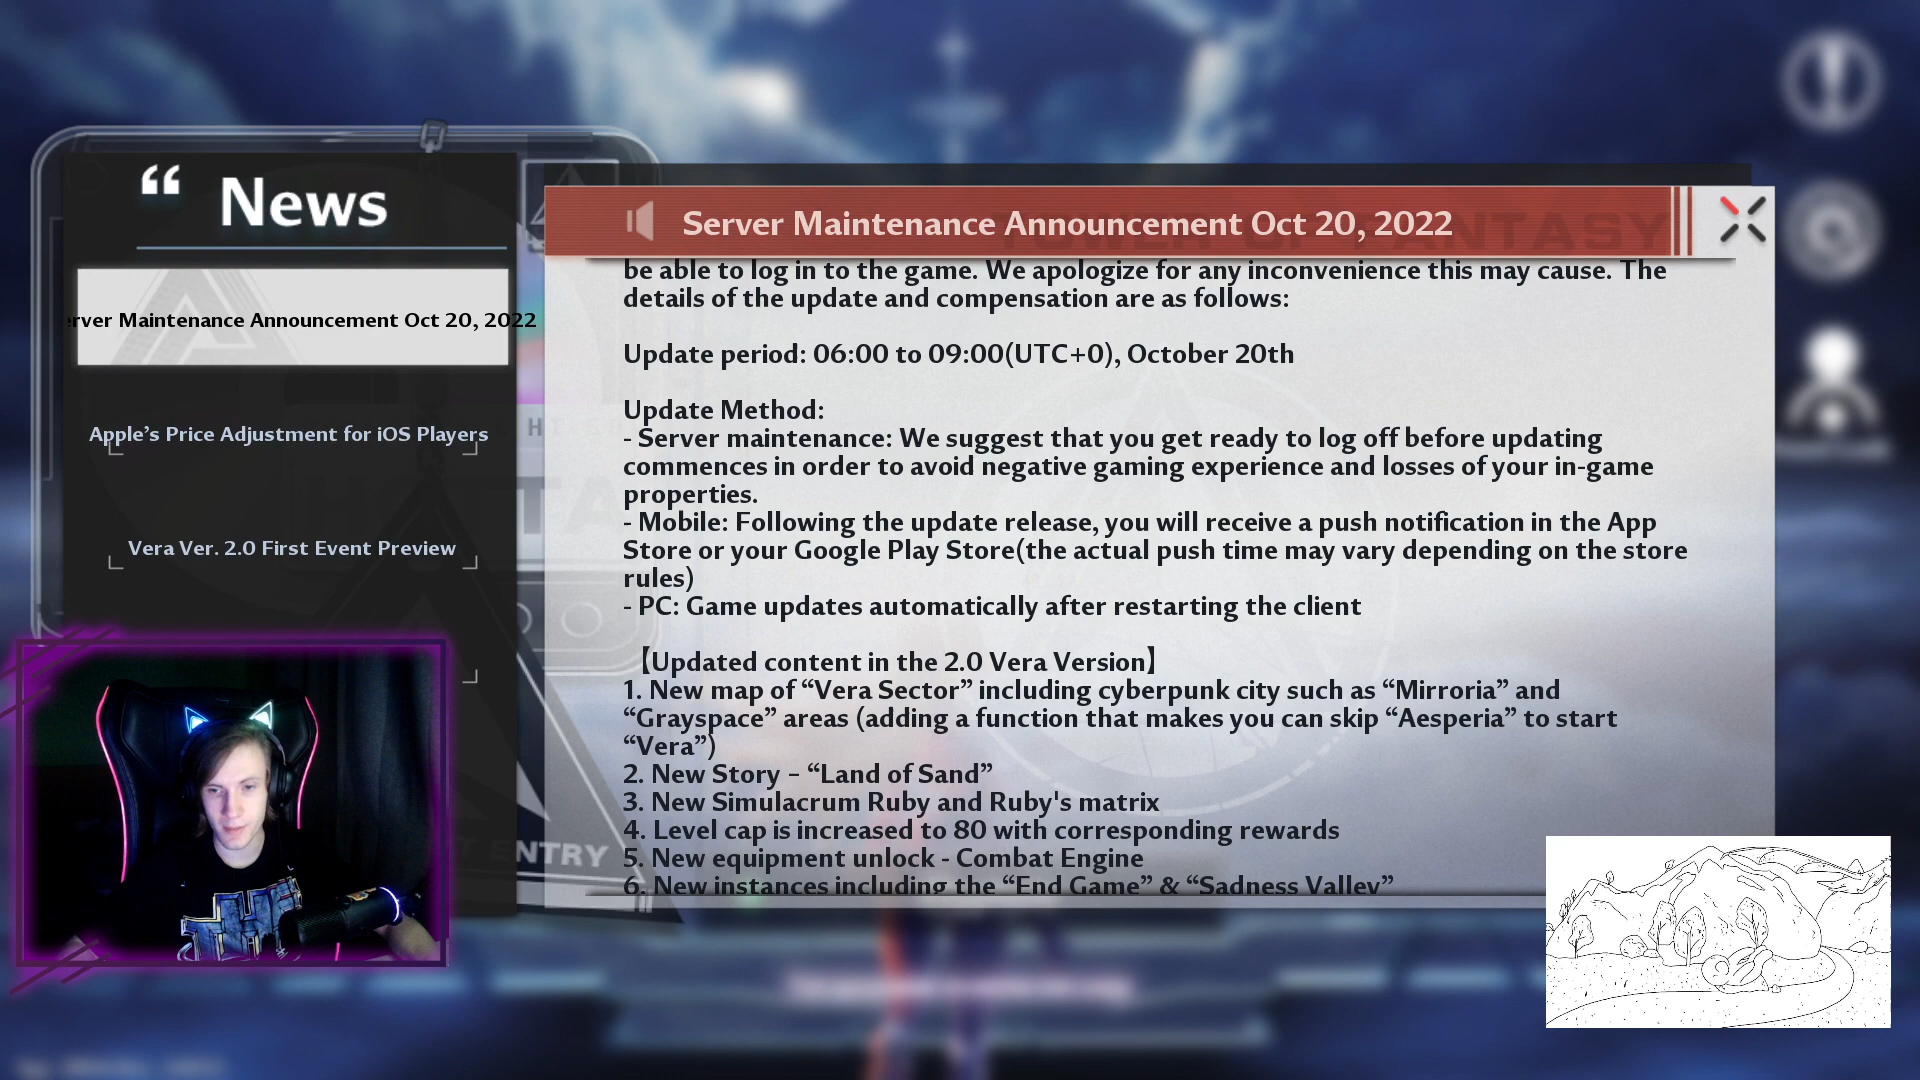 “ News
erver Maintenance Announcement Oct 20, 2022
Apple’s Price Adjustment for iOS Players
Vera Ver. 2.0 First Event Preview
Server Maintenance Announcement Oct 20, 2022
be able to log in to the game. We apologize for any inconvenience this may cause. The
details of the update and compensation are as follows:
Update period: 06:00 to 09:00(UTC+0), October 20th
Update Method:
- Server maintenance: We suggest that you get ready to log off before updating
commences in order to avoid negative gaming experience and losses of your in-game
properties.
- Mobile: Following the update release, you will receive a push notification in the App
Store or your Google Play Store(the actual push time may vary depending on the store
rules)
- PC: Game updates automatically after restarting the client
【Updated content in the 2.0 Vera Version】
1. New map of “Vera Sector” including cyberpunk city such as “Mirroria” and
“Grayspace” areas (adding a function that makes you can skip “Aesperia” to start
“Vera”)
2. New Story – “Land of Sand”
3. New Simulacrum Ruby and Ruby's matrix
4. Level cap is increased to 80 with corresponding rewards
5. New equipment unlock - Combat Engine
6. New instances including the “End Game” & “Sadness Valley”
ENTRY